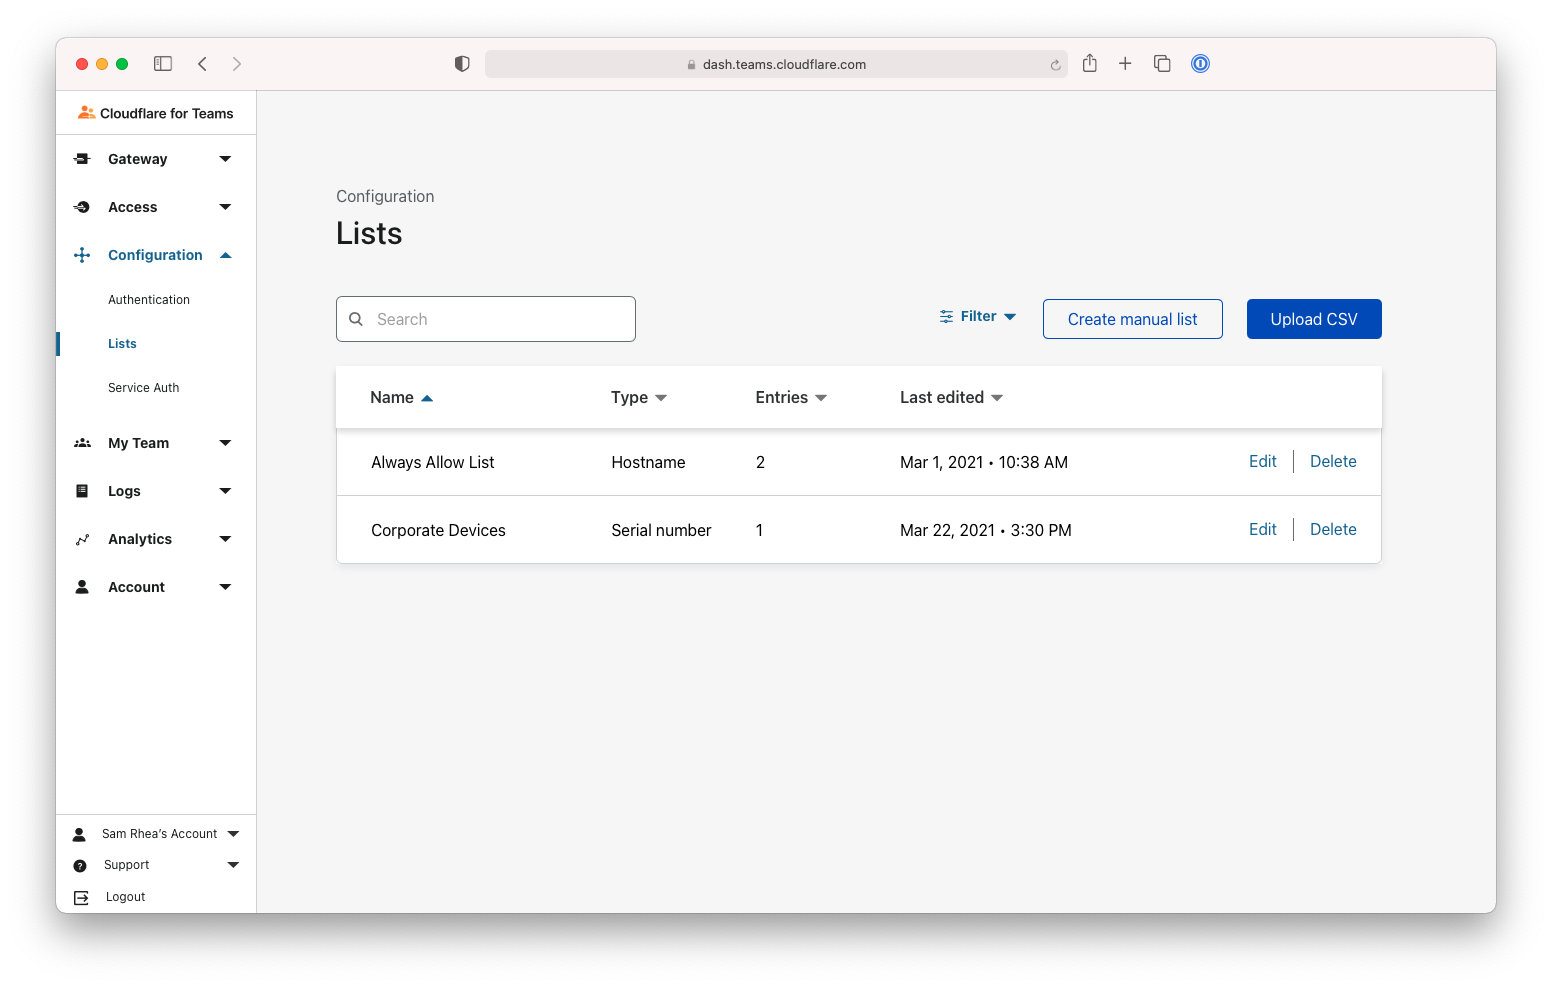 dash.teams.cloudflare.com
Cloudflare for Teams
Gateway
Access
Configuration
Authentication
Lists
Service Auth
My Team
Logs
Analytics
Account
Sam Rhea's Account
Support
Logout
Configuration
Lists
Search
Filter
Create manual list
Upload CSV
Name Type Entries Last edited
Always Allow List Hostname 2 Mar 1, 2021 • 10:38 AM Edit Delete
Corporate Devices Serial number 1 Mar 22, 2021 • 3:30 PM Edit Delete